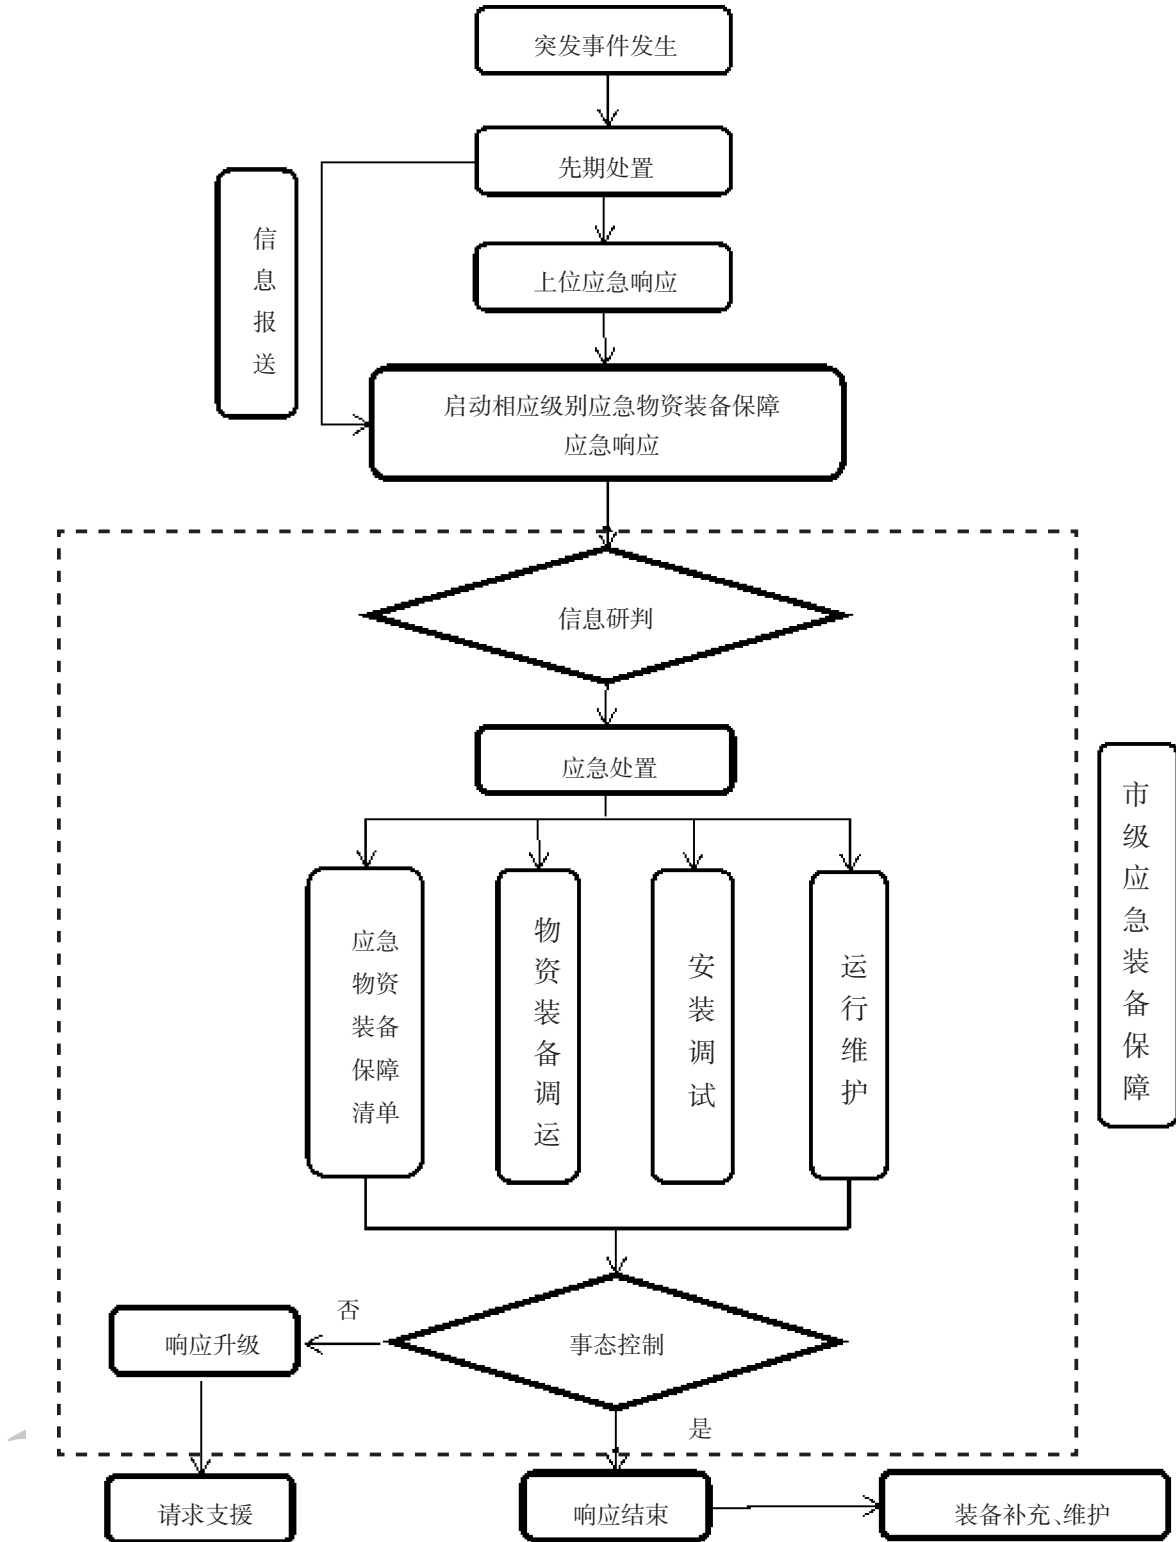 突发事件发生
先期处置
信
息
报
送
上位应急响应
启动相应级别应急物资装备保障
应急响应
信息研判
应急处置
市
级
应
急
装
备
保
障
应急
物资
装备
保障
清单
物
资
装
备
调
运
安
装
调
试
运
行
维
护
否
响应升级
事态控制
是
请求支援
响应结束
装备补充、维护